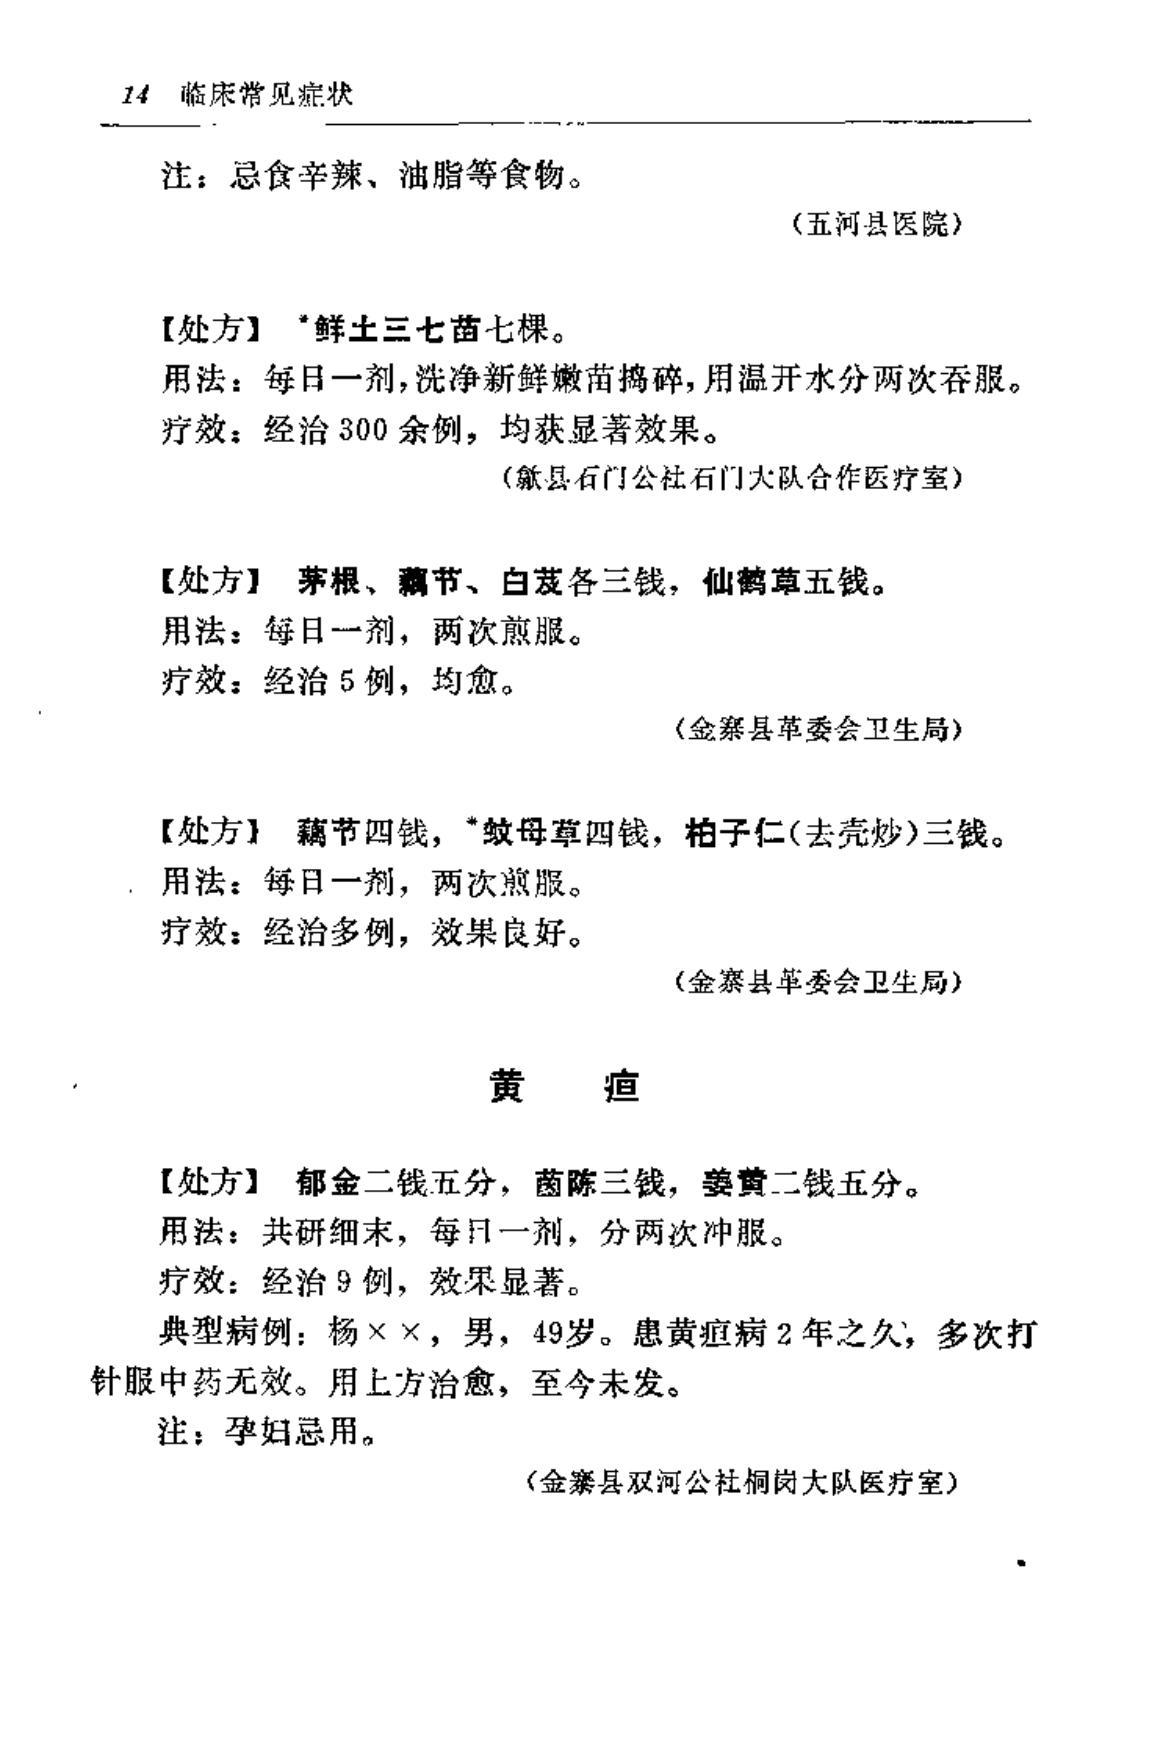 14 临床常见症状
注：忌食辛辣、油脂等食物。
（五河县医院）
【处方】 *鲜土三七苗七棵。
用法：每日一剂，洗净新鲜嫩苗捣碎，用温开水分两次吞服。
疗效：经治 300 余例，均获显著效果。
（歙县石门公社石门大队合作医疗室）
【处方】 茅根、藕节、白芨各三钱，仙鹤草五钱。
用法：每日一剂，两次煎服。
疗效：经治 5 例，均愈。
（金寨县革委会卫生局）
【处方】 藕节四钱，*蚊母草四钱，柏子仁（去壳炒）三钱。
用法：每日一剂，两次煎服。
疗效：经治多例，效果良好。
（金寨县革委会卫生局）
黄 疸
【处方】 郁金二钱五分，茵陈三钱，姜黄二钱五分。
用法：共研细末，每日一剂，分两次冲服。
疗效：经治 9 例，效果显著。
典型病例：杨××，男，49岁。患黄疸病 2 年之久，多次打
针服中药无效。用上方治愈，至今未发。
注：孕妇忌用。
（金寨县双河公社桐岗大队医疗室）